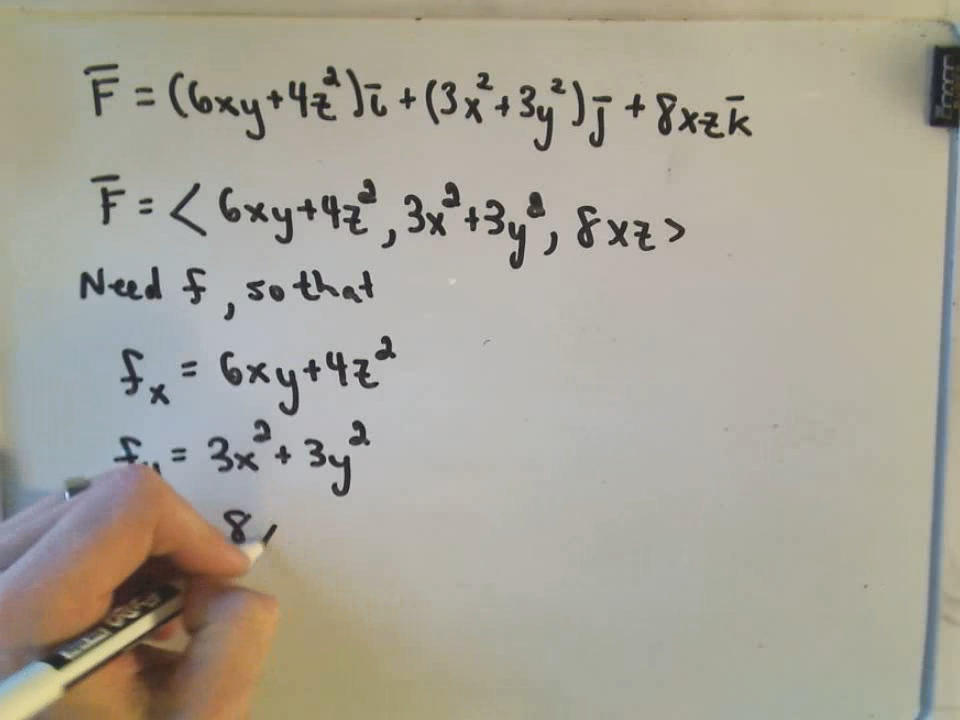 F̄ = (6xy+4z²)ī + (3x²+3y²)j̄ + 8xzk̄
F̄ = < 6xy+4z², 3x²+3y², 8xz >
Need f, so that
fₓ = 6xy+4z²
f = 3x²+3y²
8
EXPO